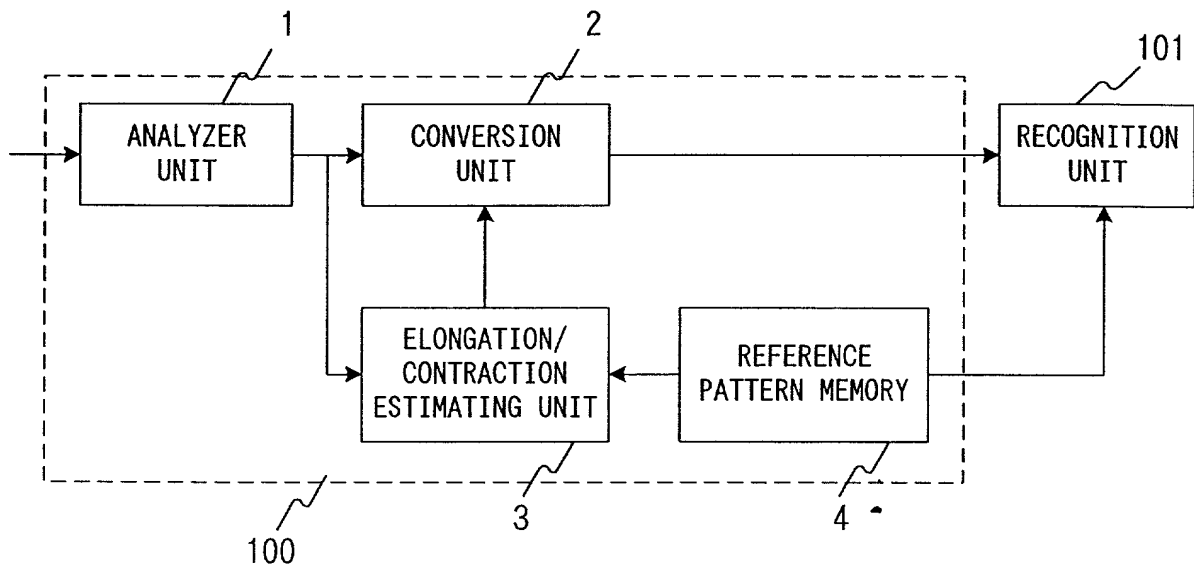 1
2
101
ANALYZER
UNIT
CONVERSION
UNIT
RECOGNITION
UNIT
ELONGATION/
CONTRACTION
ESTIMATING UNIT
REFERENCE
PATTERN MEMORY
100
3
4